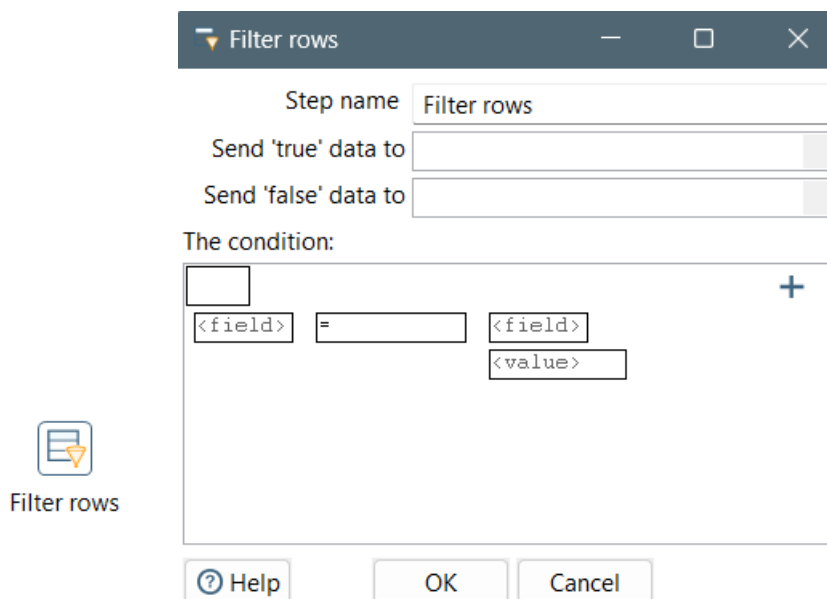 Filter rows
Step name Filter rows
Send 'true' data to
Send 'false' data to
The condition:
+
<field> = <field>
<value>
Filter rows
? Help OK Cancel